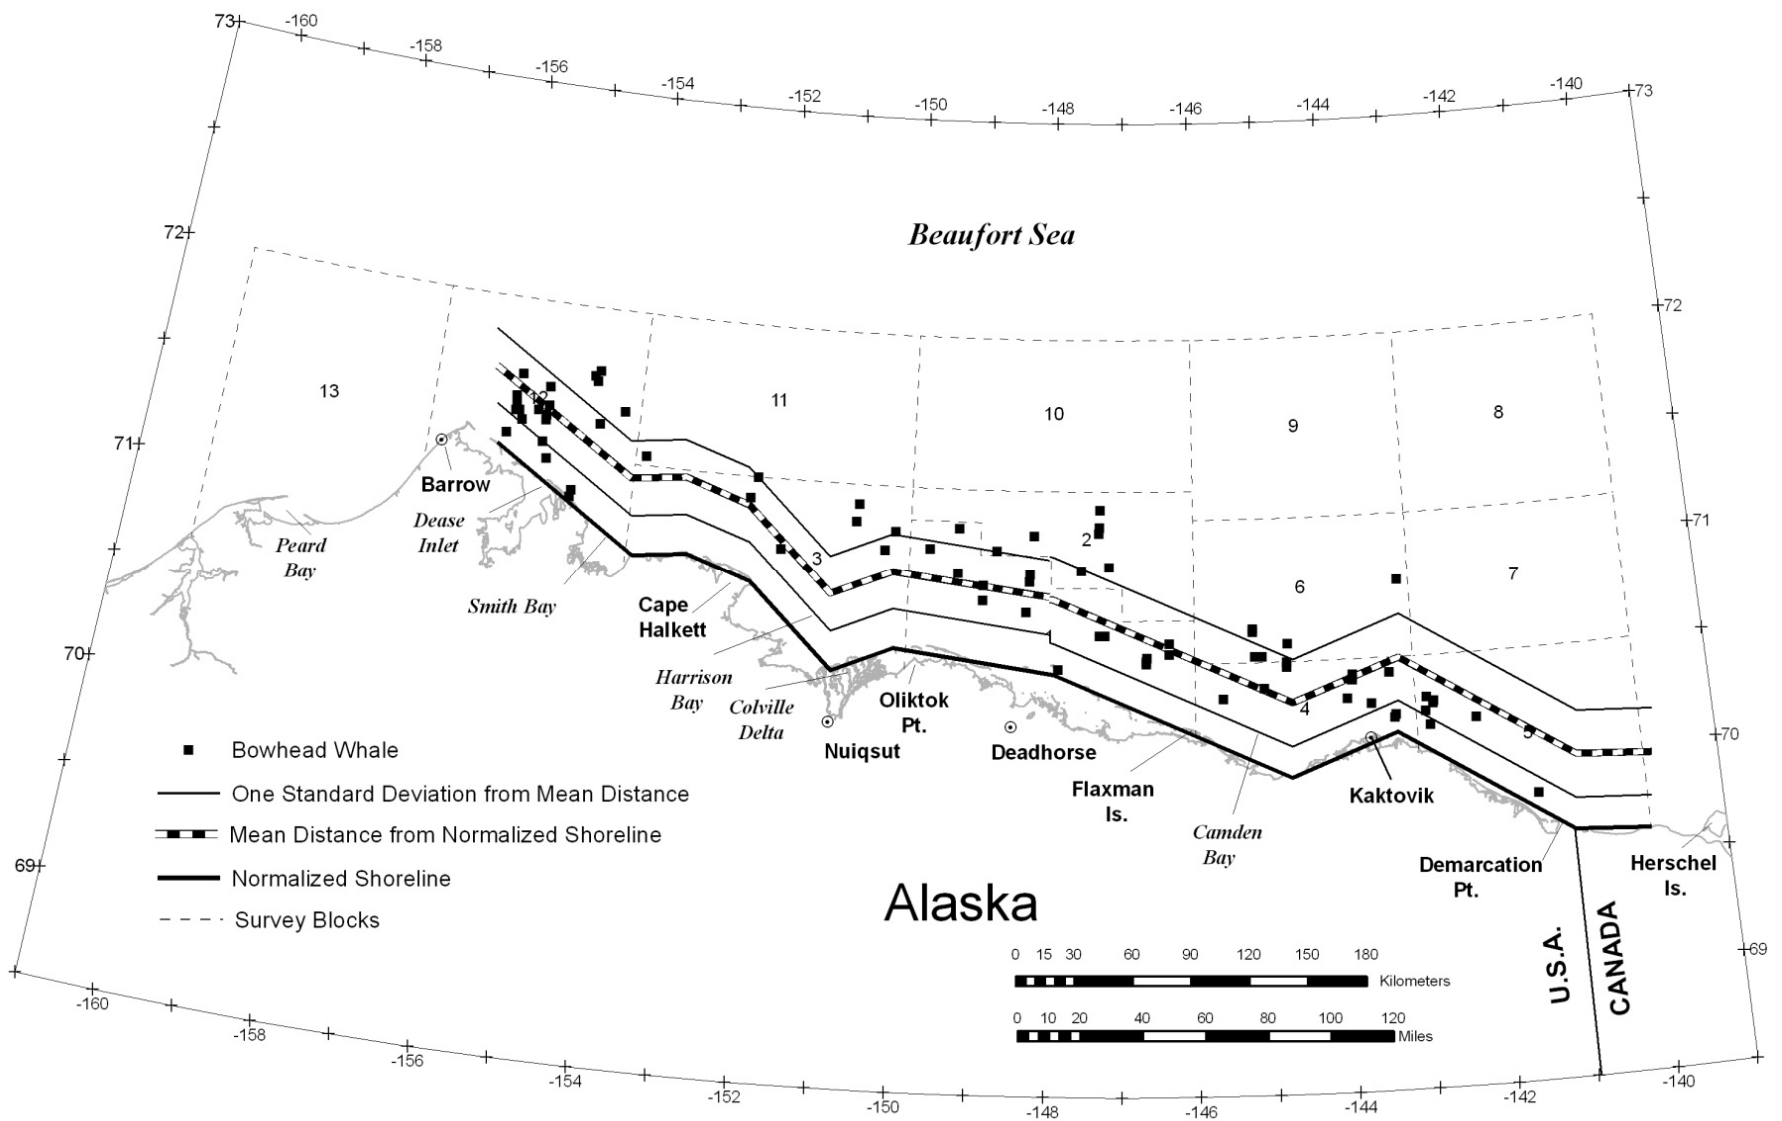 73
-160
-158
-156
-154
-152
-150
-148
-146
-144
-142
-140
73
72
Beaufort Sea
72
13
12
11
10
9
8
71
71
Barrow
Dease
Inlet
Peard
Bay
Smith Bay
3
2
6
7
Cape
Halkett
1
70
Harrison
Bay
Colville
Delta
Oliktok
Pt.
4
5
70
Nuiqsut
Deadhorse
Flaxman
Is.
Kaktovik
Camden
Bay
Demarcation
Pt.
Herschel
Is.
Bowhead Whale
One Standard Deviation from Mean Distance
Mean Distance from Normalized Shoreline
Normalized Shoreline
Survey Blocks
69
Alaska
U.S.A.
CANADA
69
0 15 30 60 90 120 150 180
Kilometers
0 10 20 40 60 80 100 120
Miles
-160
-158
-156
-154
-152
-150
-148
-146
-144
-142
-140